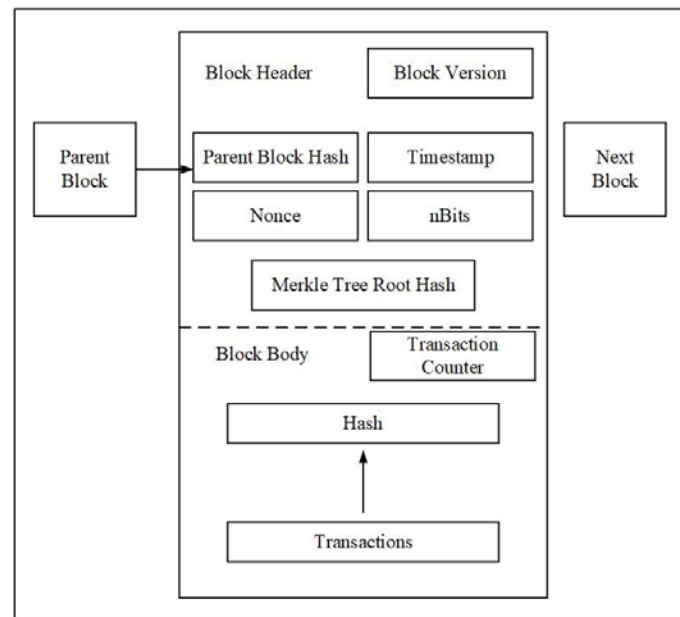 Block Header
Block Version
Parent
Block
Parent Block Hash
Timestamp
Next
Block
Nonce
nBits
Merkle Tree Root Hash
Block Body
Transaction
Counter
Hash
Transactions